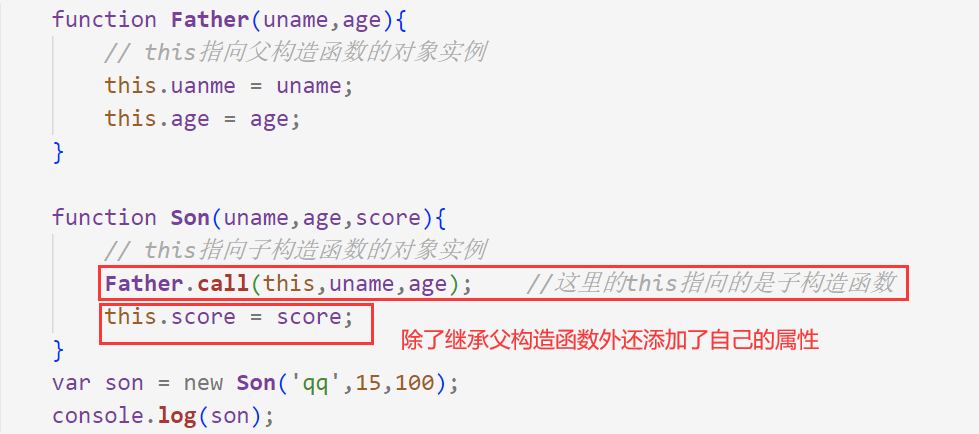 function Father(uname,age){
// this指向父构造函数的对象实例
this.uanme = uname;
this.age = age;
}
function Son(uname,age,score){
// this指向子构造函数的对象实例
Father.call(this,uname,age); //这里的this指向的是子构造函数
this.score = score;
除了继承父构造函数外还添加了自己的属性
}
var son = new Son('qq',15,100);
console.log(son);